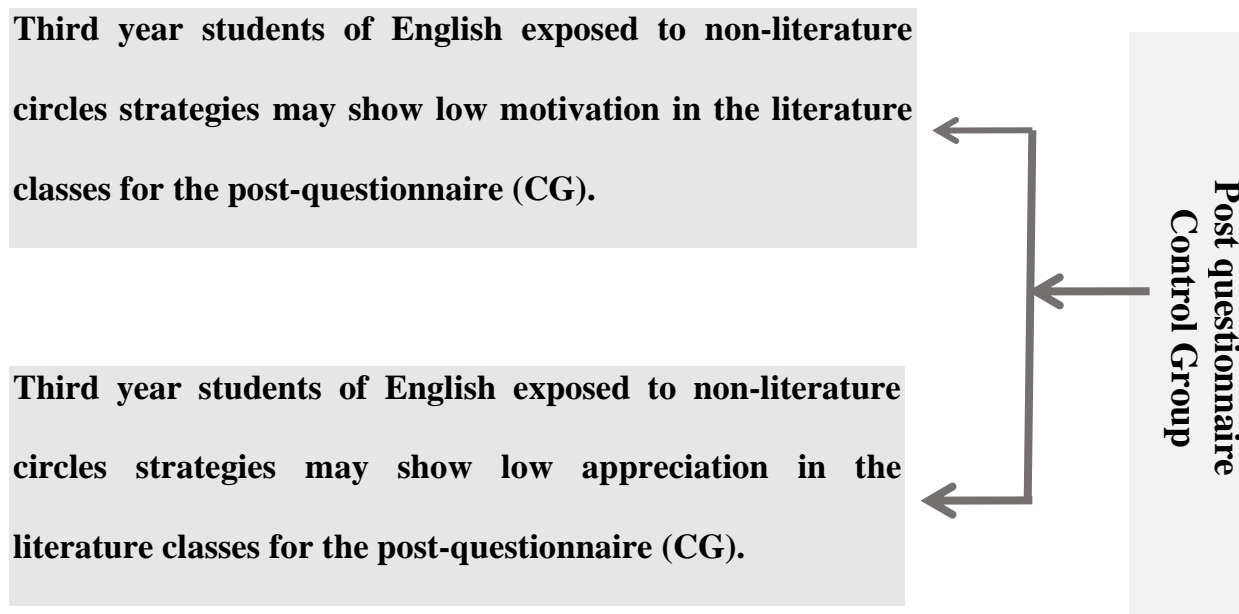 Third year students of English exposed to non-literature
circles strategies may show low motivation in the literature
classes for the post-questionnaire (CG).
Third year students of English exposed to non-literature
circles strategies may show low appreciation in the
literature classes for the post-questionnaire (CG).
Post questionnaire
Control Group